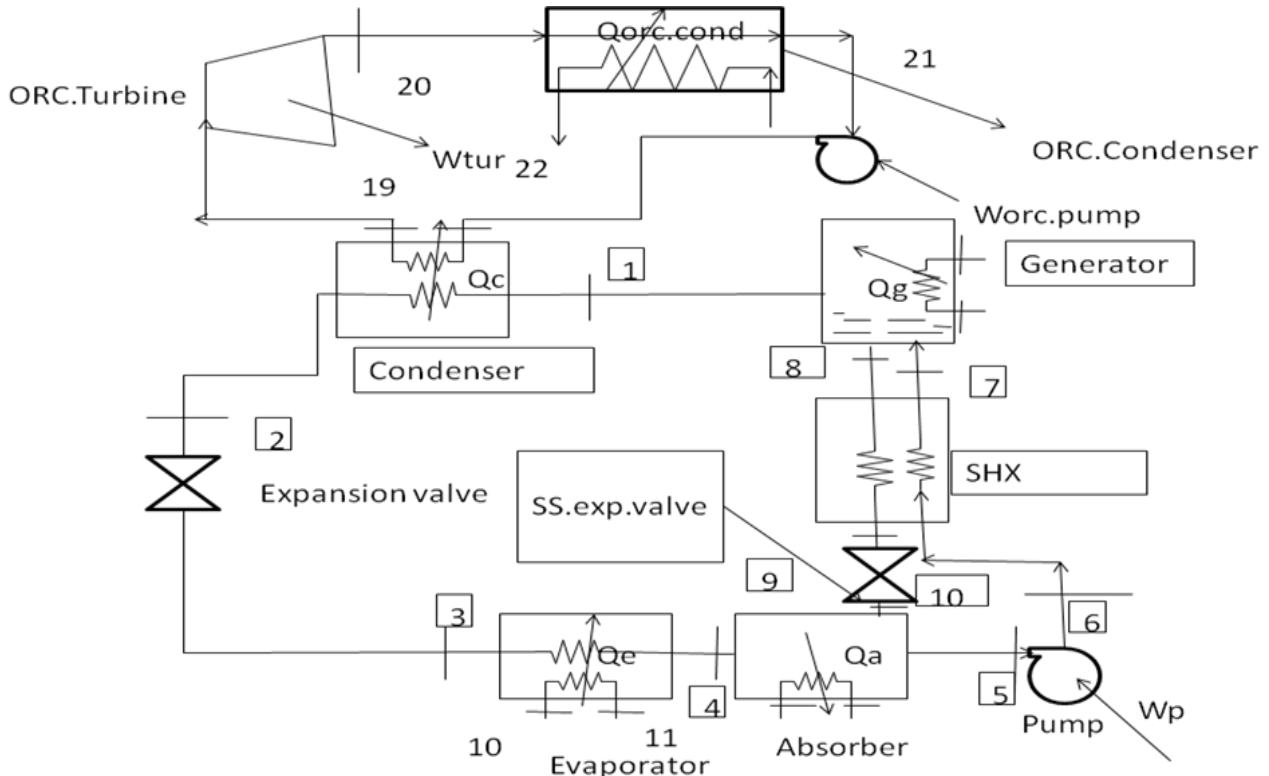 Qorc.cond
21
ORC.Turbine
20
ORC.Condenser
Wtur
22
19
Worc.pump
1
Generator
Qc
Qg
Condenser
8
7
2
SHX
Expansion valve
SS.exp.valve
9
10
3
6
Qe
Qa
4
5
Wp
Pump
10
11
Absorber
Evaporator